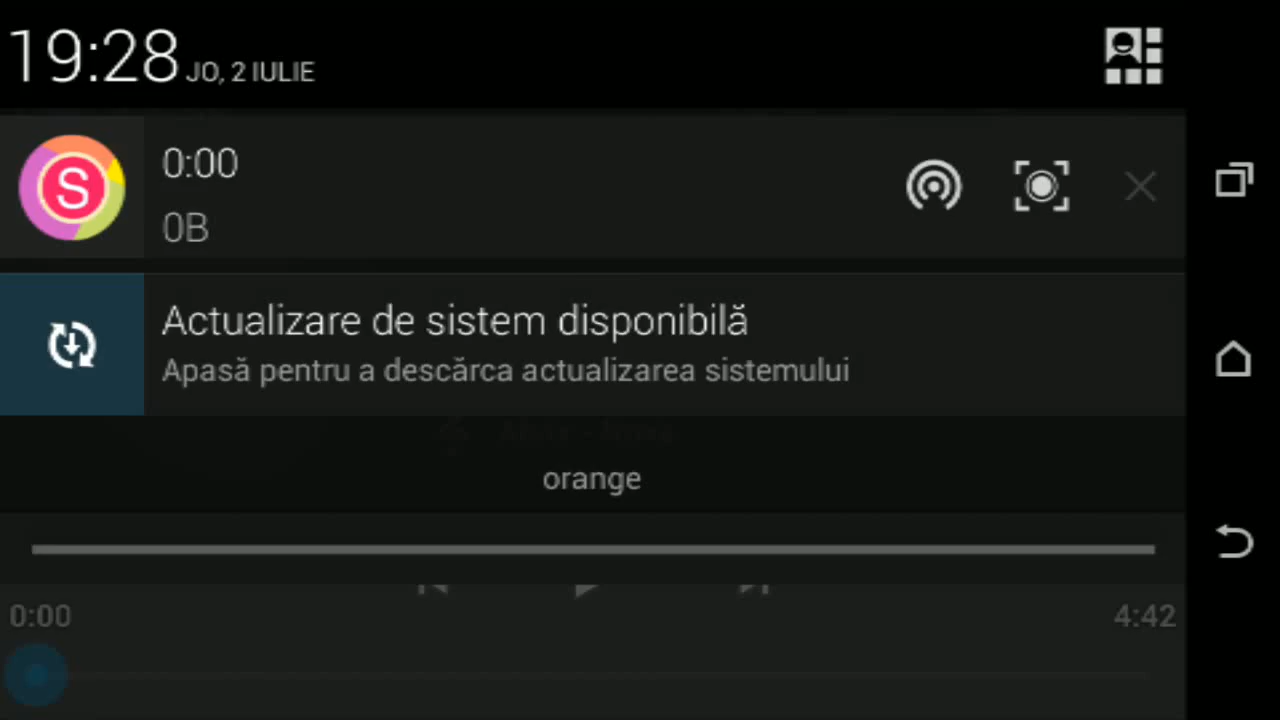 19:28 JO, 2 IULIE
S
0:00
0B
Actualizare de sistem disponibilă
Apasă pentru a descărca actualizarea sistemului
orange
0:00 4:42